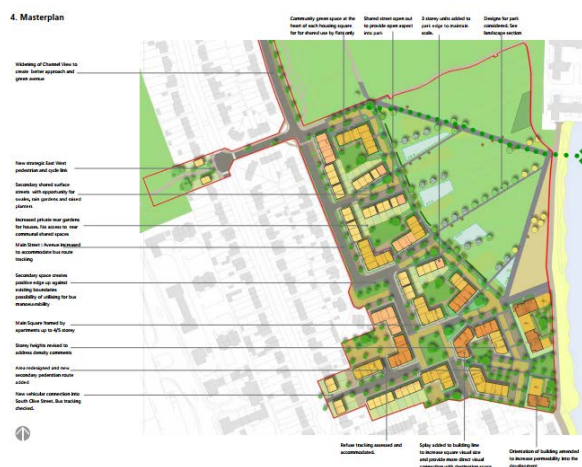 4. Masterplan
Community green space at the
heart of each housing square
for for shared use by flats only
Shared street open out
to provide open aspect
into park
3 storey units added to
park edge to maintain
scale.
Designs for park
considered. See
landscape section
Widening of Channel View to
create better approach and
green avenue
New strategic East West
pedestrian and cycle link
Secondary shared surface
streets with opportunity for
swales, rain gardens and raised
planters
Increased private rear gardens
for houses. No access to rear
communal shared spaces
Main Street / Avenue increased
to accommodate bus route
tracking
Secondary space creates
positive edge up against
existing boundaries
possibility of utilising for bus
manoeuvrability
Main Square framed by
apartments up to 4/5 storey
Storey heights revised to
address density comments
Area redesigned and new
secondary pedestrian route
added
New vehicular connection into
South Clive Street. Bus tracking
checked.
Refuse tracking assessed and
accommodated.
Splay added to building line
to increase square visual size
and provide more direct visual
connection with destination space
Orientation of building amended
to increase permeability into the
development